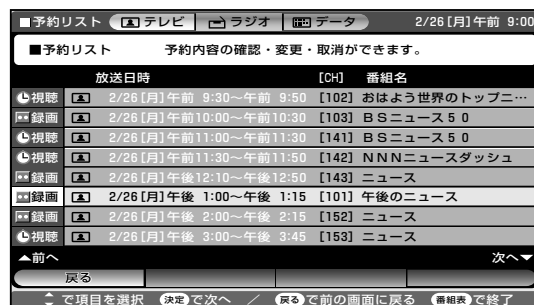 ■予約リスト テレビ ラジオ データ 2/26[月]午前 9:00
■予約リスト 予約内容の確認・変更・取消ができます。
放送日時 [CH] 番組名
視聴 2/26[月]午前 9:30〜午前 9:50 [102] おはよう世界のトップニ…
録画 2/26[月]午前10:00〜午前10:30 [103] BSニュース50
視聴 2/26[月]午前11:00〜午前11:30 [141] BSニュース50
視聴 2/26[月]午前11:30〜午前11:50 [142] NNNニュースダッシュ
録画 2/26[月]午後12:10〜午後12:50 [143] ニュース
録画 2/26[月]午後 1:00〜午後 1:15 [101] 午後のニュース
録画 2/26[月]午後 2:00〜午後 2:15 [152] ニュース
視聴 2/26[月]午後 3:00〜午後 3:45 [153] ニュース
▲前へ 次へ▼
戻る
で項目を選択 決定で次へ / 戻るで前の画面に戻る 番組表で終了